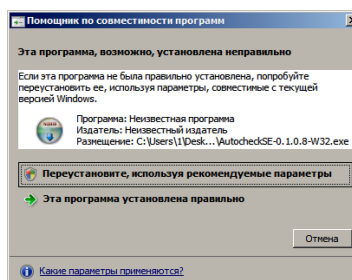 Помощник по совместимости программ
Эта программа, возможно, установлена неправильно
Если эта программа не была правильно установлена, попробуйте
переустановить ее, используя параметры, совместимые с текущей
версией Windows.
Программа: Неизвестная программа
Издатель: Неизвестный издатель
Размещение: C:\Users\1\Desk...\AutocheckSE-0.1.0.8-W32.exe
Переустановите, используя рекомендуемые параметры
Эта программа установлена правильно
Отмена
Какие параметры применяются?